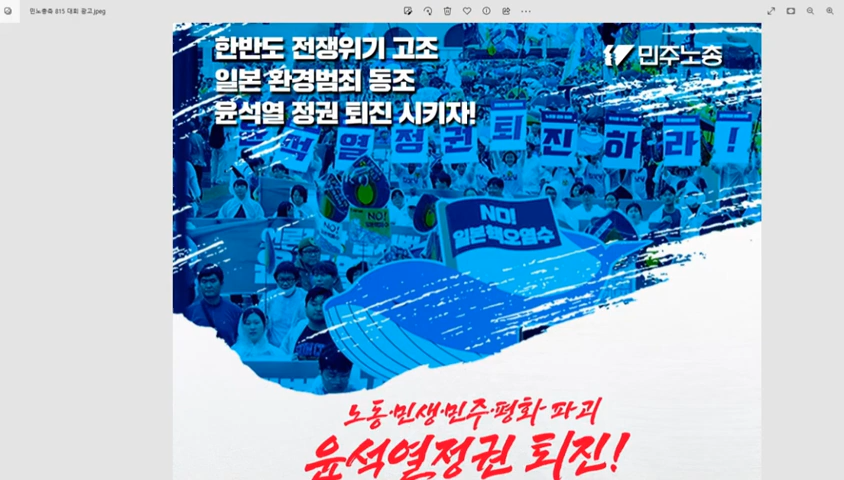 민노총측 815 대회 광고.jpeg
한반도 전쟁위기 고조
일본 환경범죄 동조
윤석열 정권 퇴진 시키자!
민주노총
석열정권퇴진하라!
NO!
NO!
일본핵오염수
노동·민생·민주·평화 파괴
윤석열정권 퇴진!